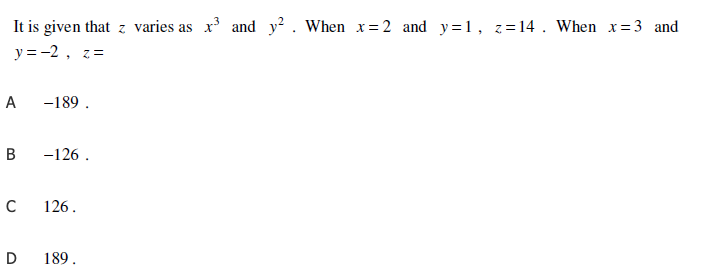 It is given that z varies as x³ and y² . When x=2 and y=1 , z=14 . When x=3 and
y=−2 , z=
A −189 .
B −126 .
C 126 .
D 189 .